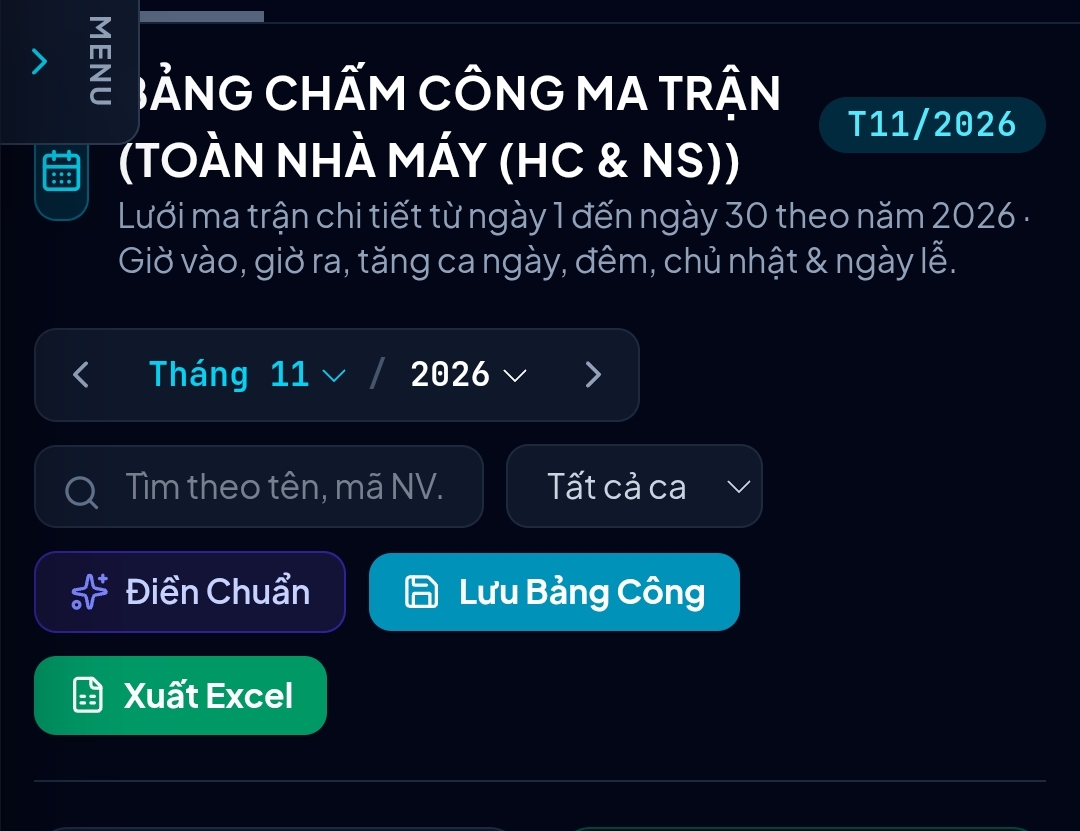 MENU
BẢNG CHẤM CÔNG MA TRẬN
(TOÀN NHÀ MÁY (HC & NS))
T11/2026
Lưới ma trận chi tiết từ ngày 1 đến ngày 30 theo năm 2026 ·
Giờ vào, giờ ra, tăng ca ngày, đêm, chủ nhật & ngày lễ.
Tháng 11 / 2026
Tìm theo tên, mã NV.
Tất cả ca
Điền Chuẩn
Lưu Bảng Công
Xuất Excel